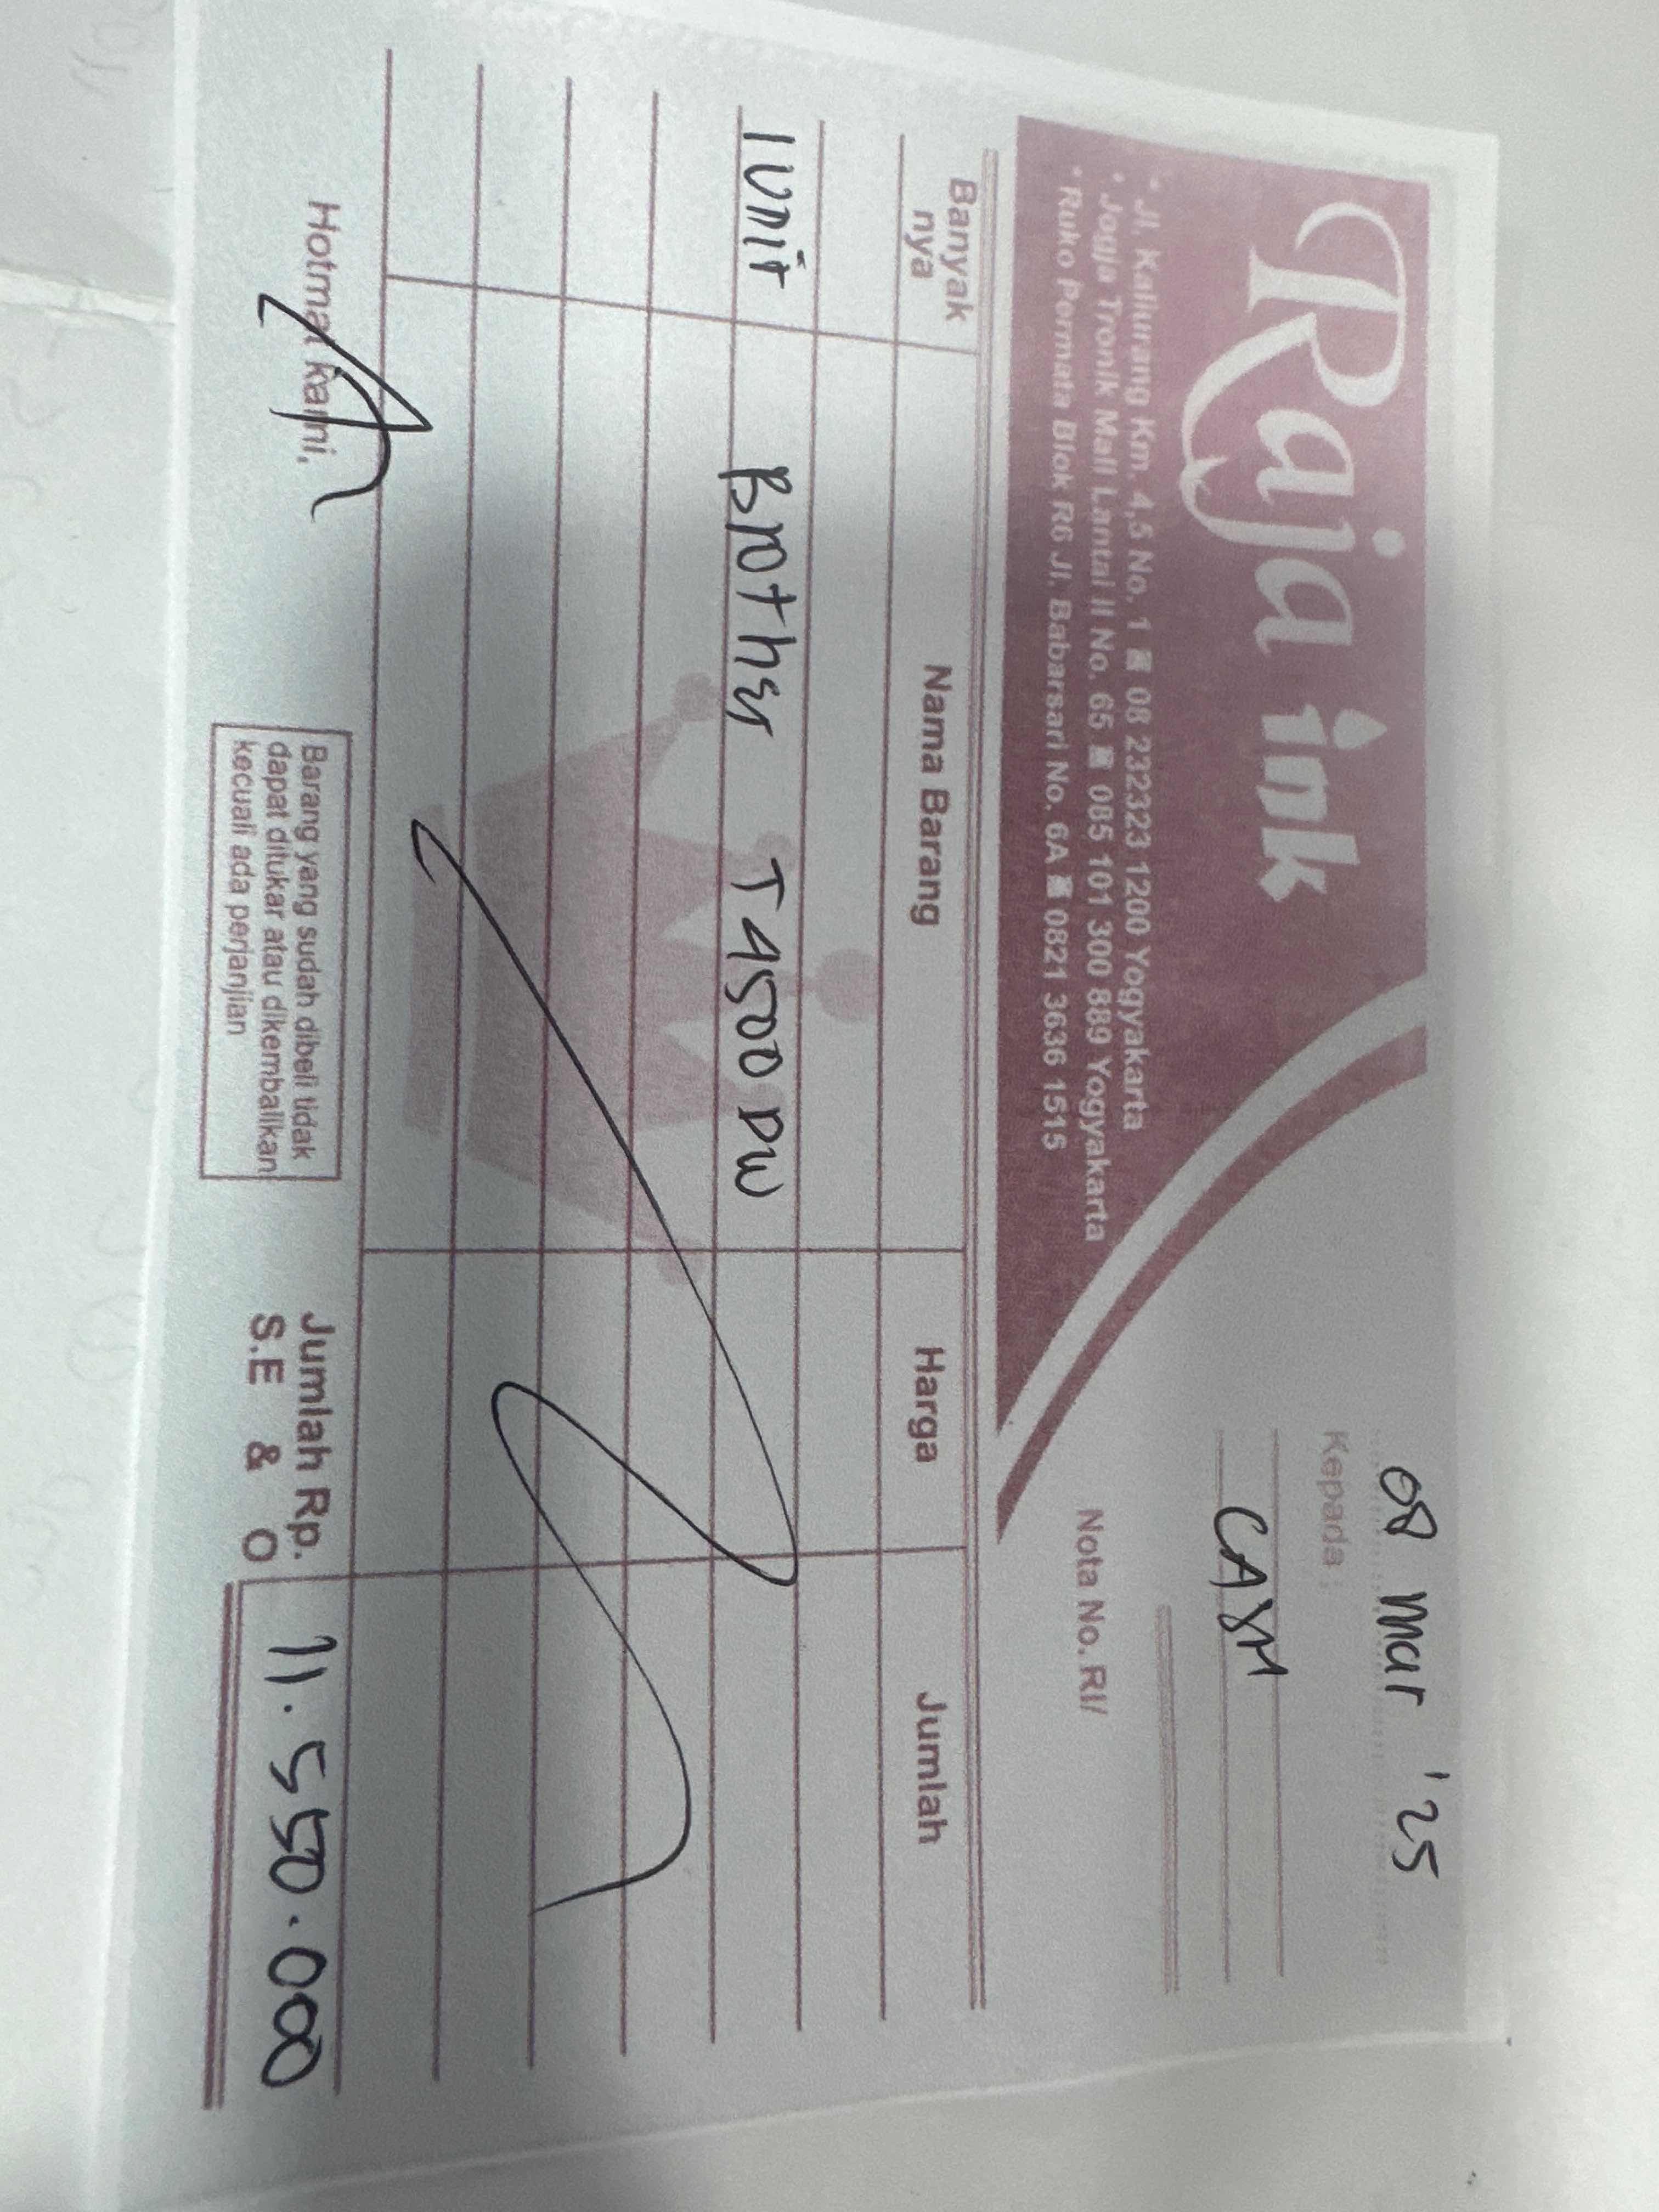 Raja ink
• Jl. Kaliurang Km. 4,5 No. 1 08 232323 1200 Yogyakarta
• Jogja Tronik Mall Lantai II No. 65 085 101 300 889 Yogyakarta
• Ruko Permata Blok R6 Jl. Babarsari No. 6A 0821 3636 1515
08 Mar '25
Kepada :
CASH
Nota No. RI/
Banyak nya Nama Barang Harga Jumlah
1 Unit Brother T4500 DW
Hotmat kami,
Barang yang sudah dibeli tidak
dapat ditukar atau dikembalikan
kecuali ada perjanjian
Jumlah Rp. 11.550.000
S.E & O